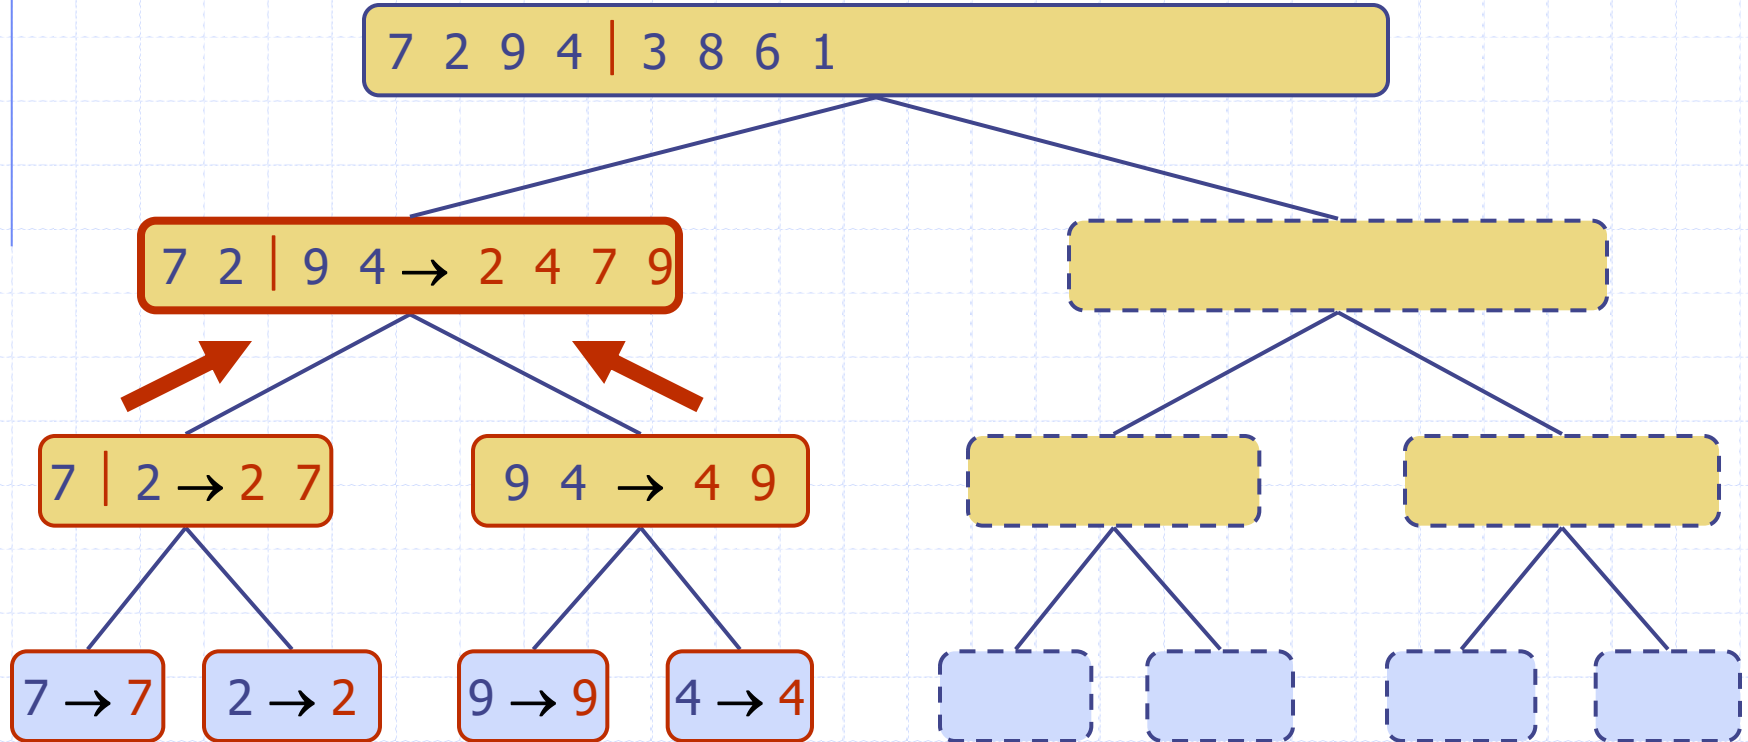 7 2 9 4 | 3 8 6 1
7 2 | 9 4 → 2 4 7 9
7 | 2 → 2 7
9 4 → 4 9
7 → 7
2 → 2
9 → 9
4 → 4